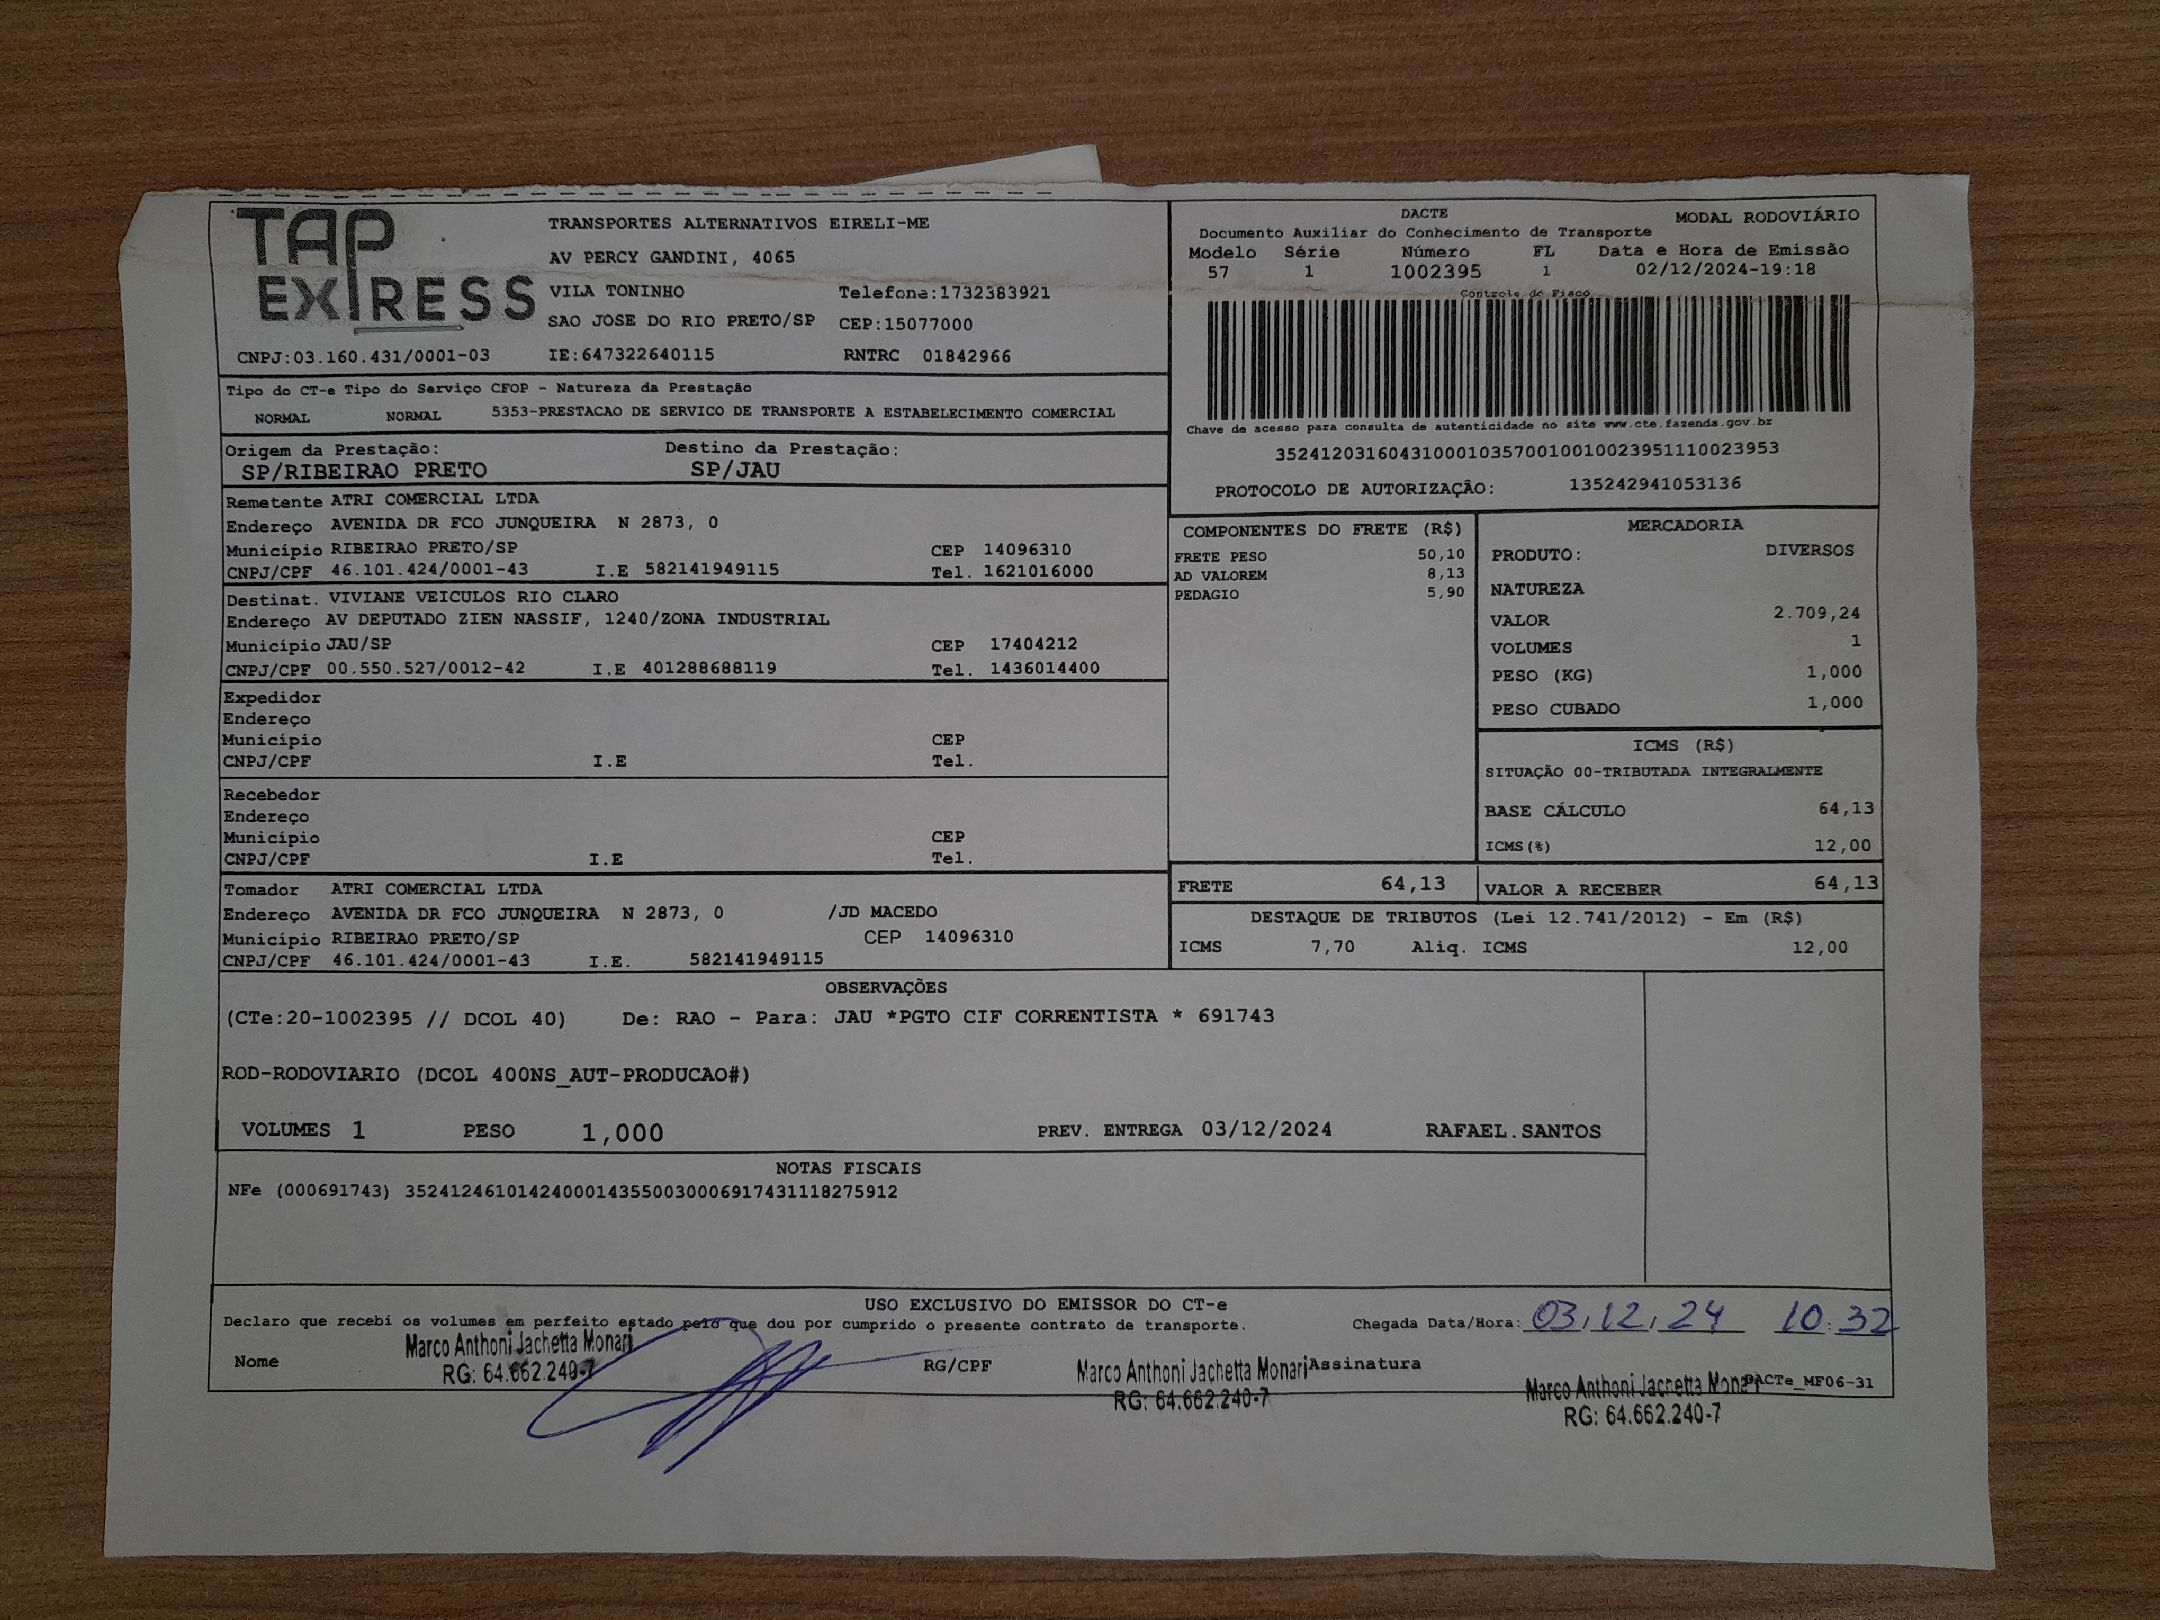 TAP EXPRESS
TRANSPORTES ALTERNATIVOS EIRELI-ME
AV PERCY GANDINI, 4065
VILA TONINHO Telefone:1732383921
SAO JOSE DO RIO PRETO/SP CEP:15077000
CNPJ:03.160.431/0001-03 IE:647322640115 RNTRC 01842966
DACTE MODAL RODOVIÁRIO
Documento Auxiliar do Conhecimento de Transporte
Modelo Série Número FL Data e Hora de Emissão
57 1 1002395 1 02/12/2024-19:18
Controle do Fisco
Chave de acesso para consulta de autenticidade no site www.cte.fazenda.gov.br
35241203160431000103570010010023951110023953
PROTOCOLO DE AUTORIZAÇÃO: 135242941053136
Tipo do CT-e Tipo do Serviço CFOP - Natureza da Prestação
NORMAL NORMAL 5353-PRESTACAO DE SERVICO DE TRANSPORTE A ESTABELECIMENTO COMERCIAL
Origem da Prestação: Destino da Prestação:
SP/RIBEIRAO PRETO SP/JAU
Remetente ATRI COMERCIAL LTDA
Endereço AVENIDA DR FCO JUNQUEIRA N 2873, 0
Município RIBEIRAO PRETO/SP CEP 14096310
CNPJ/CPF 46.101.424/0001-43 I.E 582141949115 Tel. 1621016000
Destinat. VIVIANE VEICULOS RIO CLARO
Endereço AV DEPUTADO ZIEN NASSIF, 1240/ZONA INDUSTRIAL
Município JAU/SP CEP 17404212
CNPJ/CPF 00.550.527/0012-42 I.E 401288688119 Tel. 1436014400
Expedidor
Endereço
Município CEP
CNPJ/CPF I.E Tel.
Recebedor
Endereço
Município CEP
CNPJ/CPF I.E Tel.
Tomador ATRI COMERCIAL LTDA
Endereço AVENIDA DR FCO JUNQUEIRA N 2873, 0 /JD MACEDO
Município RIBEIRAO PRETO/SP CEP 14096310
CNPJ/CPF 46.101.424/0001-43 I.E. 582141949115
COMPONENTES DO FRETE (R$)
FRETE PESO 50,10
AD VALOREM 8,13
PEDAGIO 5,90
MERCADORIA
PRODUTO: DIVERSOS
NATUREZA
VALOR 2.709,24
VOLUMES 1
PESO (KG) 1,000
PESO CUBADO 1,000
ICMS (R$)
SITUAÇÃO 00-TRIBUTADA INTEGRALMENTE
BASE CÁLCULO 64,13
ICMS(%) 12,00
FRETE 64,13 VALOR A RECEBER 64,13
DESTAQUE DE TRIBUTOS (Lei 12.741/2012) - Em (R$)
ICMS 7,70 Aliq. ICMS 12,00
OBSERVAÇÕES
(CTe:20-1002395 // DCOL 40) De: RAO - Para: JAU *PGTO CIF CORRENTISTA * 691743
ROD-RODOVIARIO (DCOL 400NS_AUT-PRODUCAO#)
VOLUMES 1 PESO 1,000 PREV. ENTREGA 03/12/2024 RAFAEL.SANTOS
NOTAS FISCAIS
NFe (000691743) 35241246101424000143550030006917431118275912
USO EXCLUSIVO DO EMISSOR DO CT-e
Declaro que recebi os volumes em perfeito estado pelo que dou por cumprido o presente contrato de transporte. Chegada Data/Hora: 03.12.24 10:32
Nome Marco Anthoni Jachetta Monari RG/CPF Marco Anthoni Jachetta Monari Assinatura Marco Anthoni Jachetta Monari DACTe_MF06-31
RG: 64.662.240-7 RG: 64.662.240-7 RG: 64.662.240-7